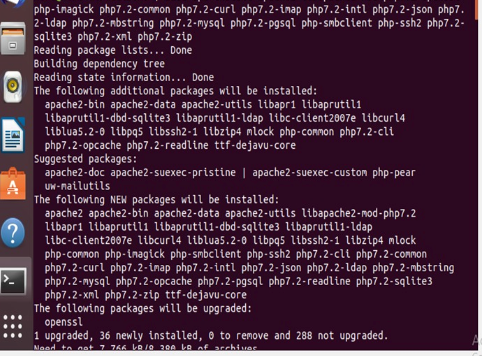 php-imagick php7.2-common php7.2-curl php7.2-imap php7.2-intl php7.2-json php7.
2-ldap php7.2-mbstring php7.2-mysql php7.2-pgsql php-smbclient php-ssh2 php7.2-
sqlite3 php7.2-xml php7.2-zip
Reading package lists... Done
Building dependency tree
Reading state information... Done
The following additional packages will be installed:
apache2-bin apache2-data apache2-utils libapr1 libaprutil1
libaprutil1-dbd-sqlite3 libaprutil1-ldap libc-client2007e libcurl4
liblua5.2-0 libpq5 libssh2-1 libzip4 mlock php-common php7.2-cli
php7.2-opcache php7.2-readline ttf-dejavu-core
Suggested packages:
apache2-doc apache2-suexec-pristine | apache2-suexec-custom php-pear
uw-mailutils
The following NEW packages will be installed:
apache2 apache2-bin apache2-data apache2-utils libapache2-mod-php7.2
libapr1 libaprutil1 libaprutil1-dbd-sqlite3 libaprutil1-ldap
libc-client2007e libcurl4 liblua5.2-0 libpq5 libssh2-1 libzip4 mlock
php-common php-imagick php-smbclient php-ssh2 php7.2-cli php7.2-common
php7.2-curl php7.2-imap php7.2-intl php7.2-json php7.2-ldap php7.2-mbstring
php7.2-mysql php7.2-opcache php7.2-pgsql php7.2-readline php7.2-sqlite3
php7.2-xml php7.2-zip ttf-dejavu-core
The following packages will be upgraded:
openssl
1 upgraded, 36 newly installed, 0 to remove and 288 not upgraded.
Need to get 7,766 kB/8,380 kB of archives.